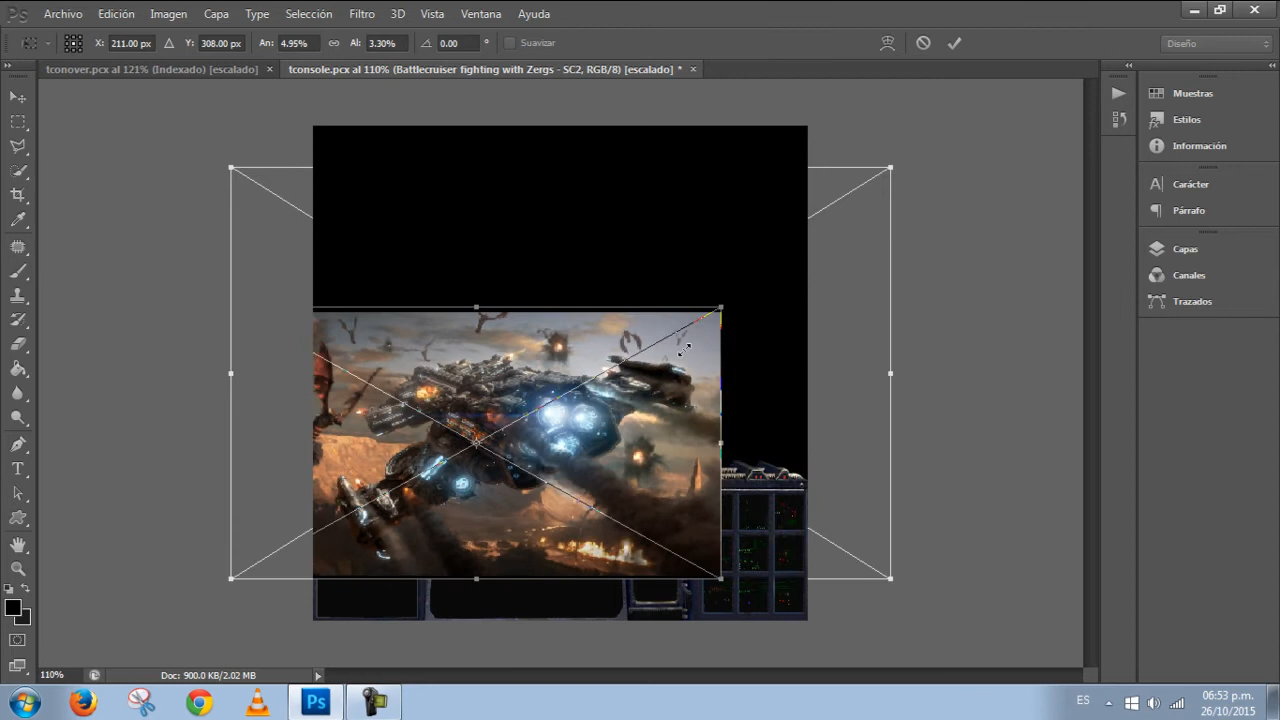 Ps Archivo Edición Imagen Capa Type Selección Filtro 3D Vista Ventana Ayuda
X: 211.00 px Y: 308.00 px An: 4.95% Al: 3.30% 0.00 ° Suavizar Diseño
tconover.pcx al 121% (Indexado) [escalado] × tconsole.pcx al 110% (Battlecruiser fighting with Zergs - SC2, RGB/8) [escalado] * ×
Muestras
Estilos
Información
Carácter
Párrafo
Capas
Canales
Trazados
110% Doc: 900.0 KB/2.02 MB
Ps ES 06:53 p.m.
26/10/2015